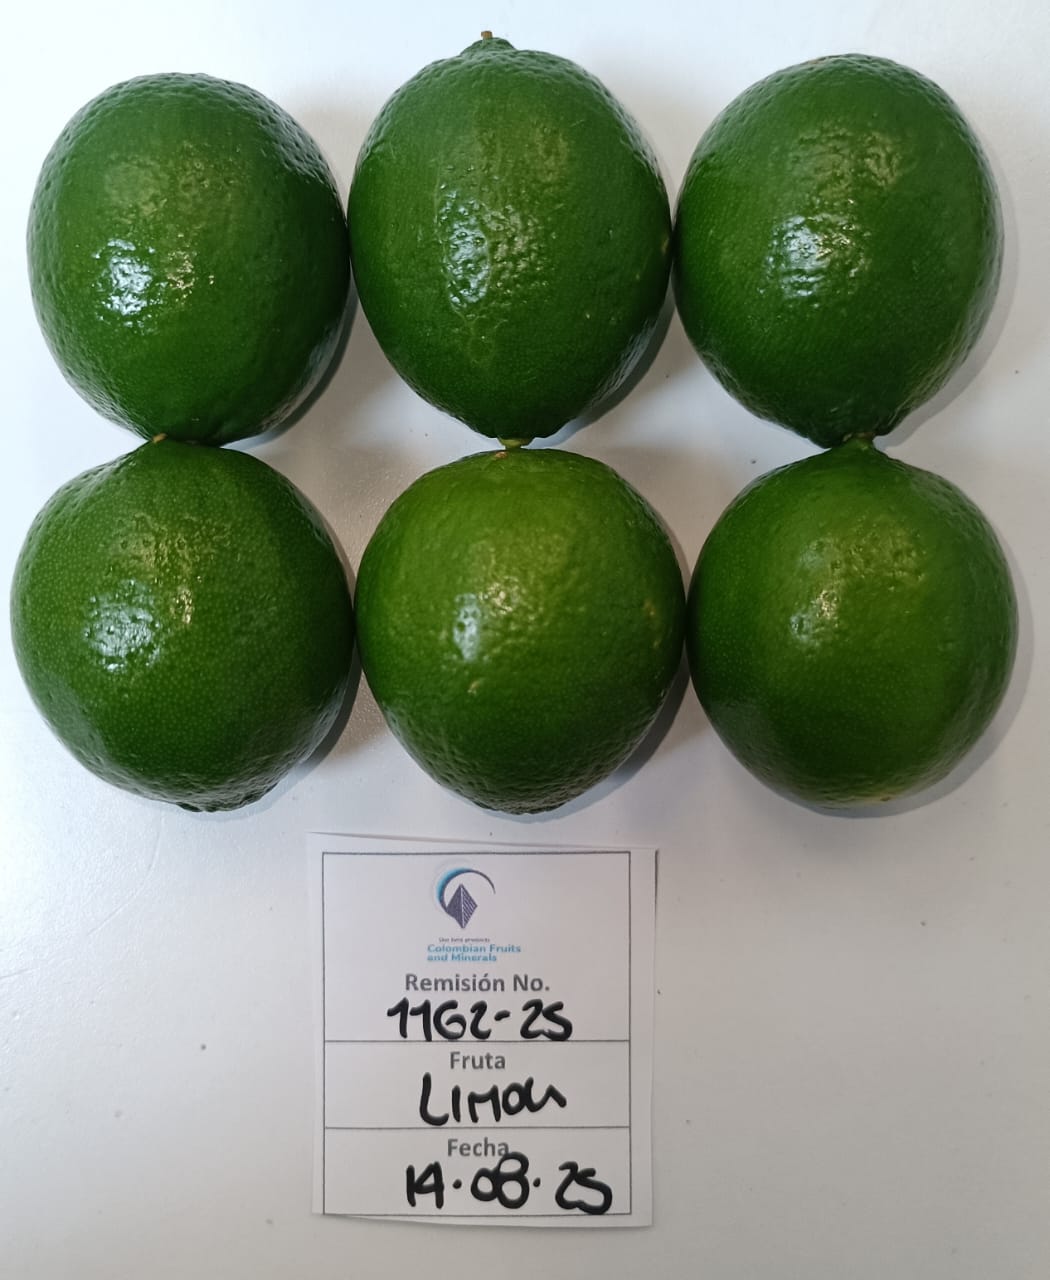 Colombian Fruits
and Minerals
Remisión No.
1162-25
Fruta
LIMON
Fecha
14.08.25